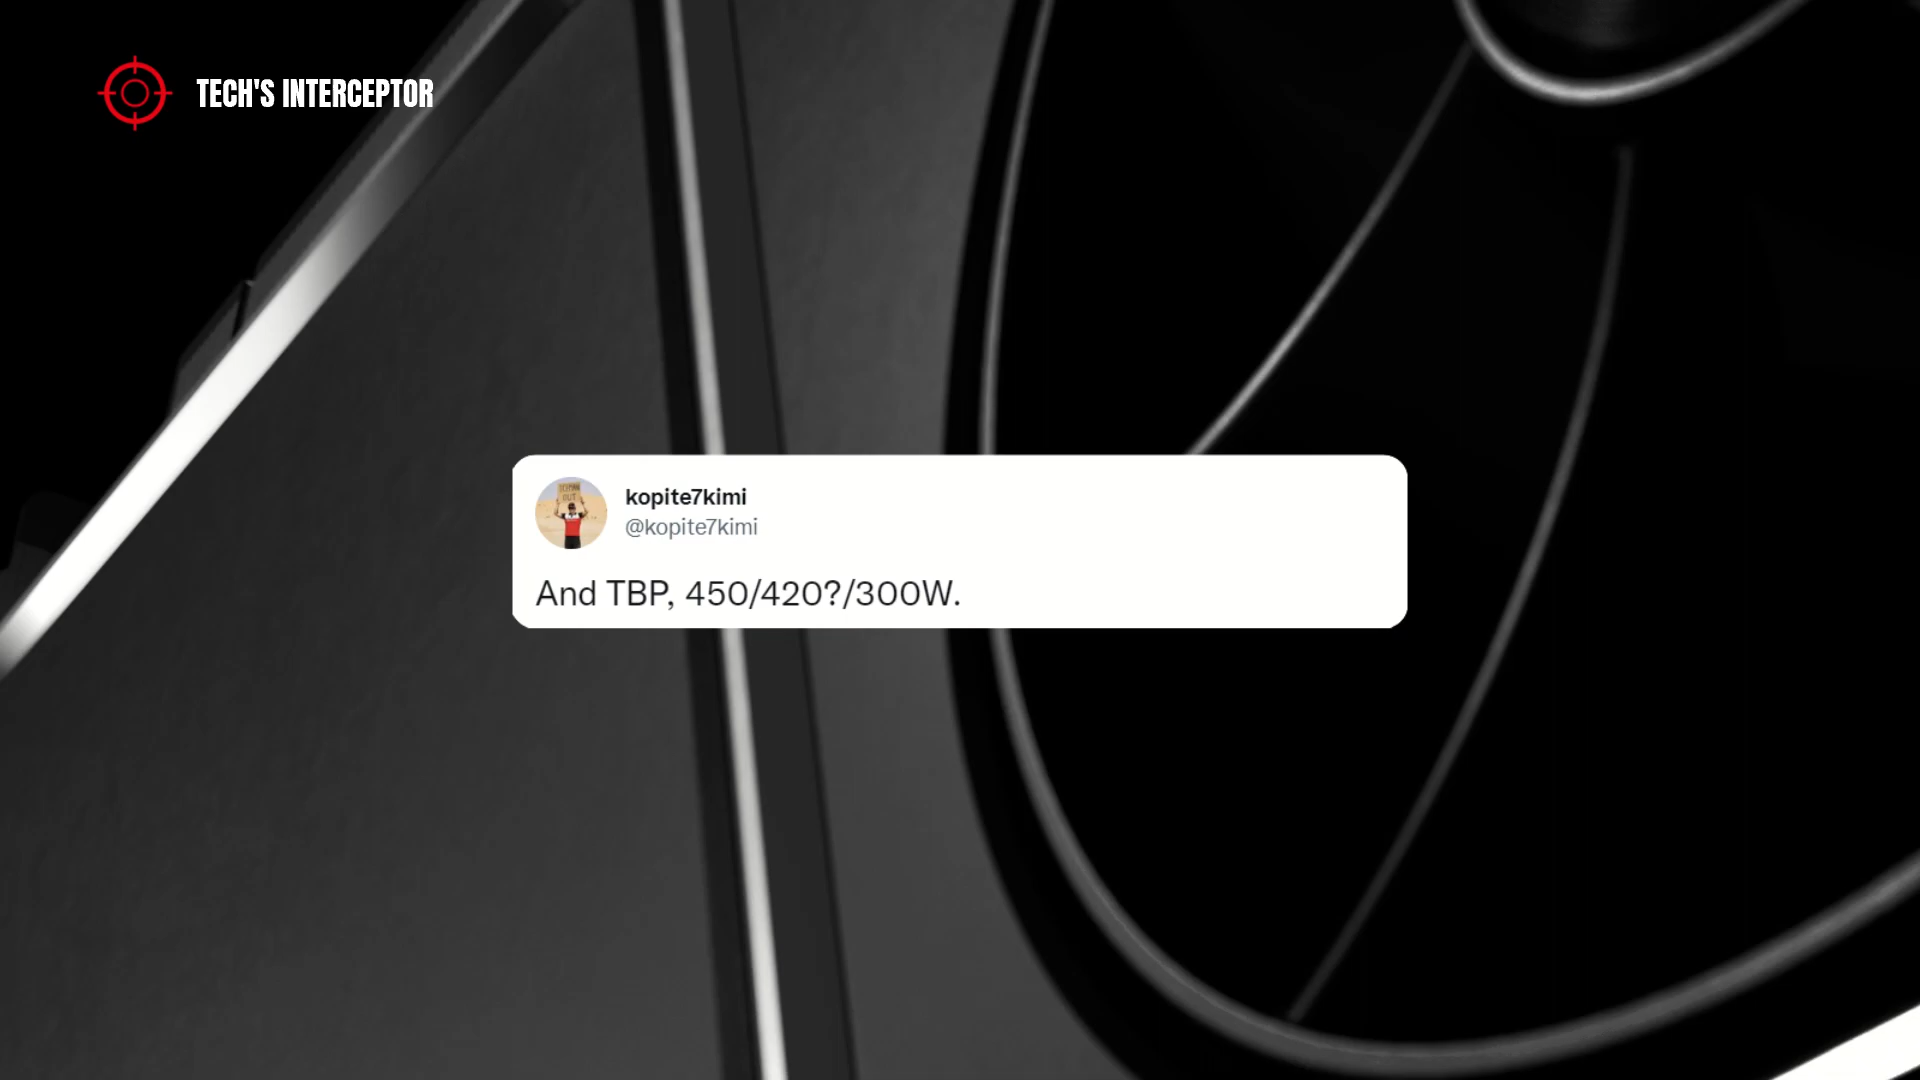 TECH'S INTERCEPTOR
kopite7kimi
@kopite7kimi
And TBP, 450/420?/300W.